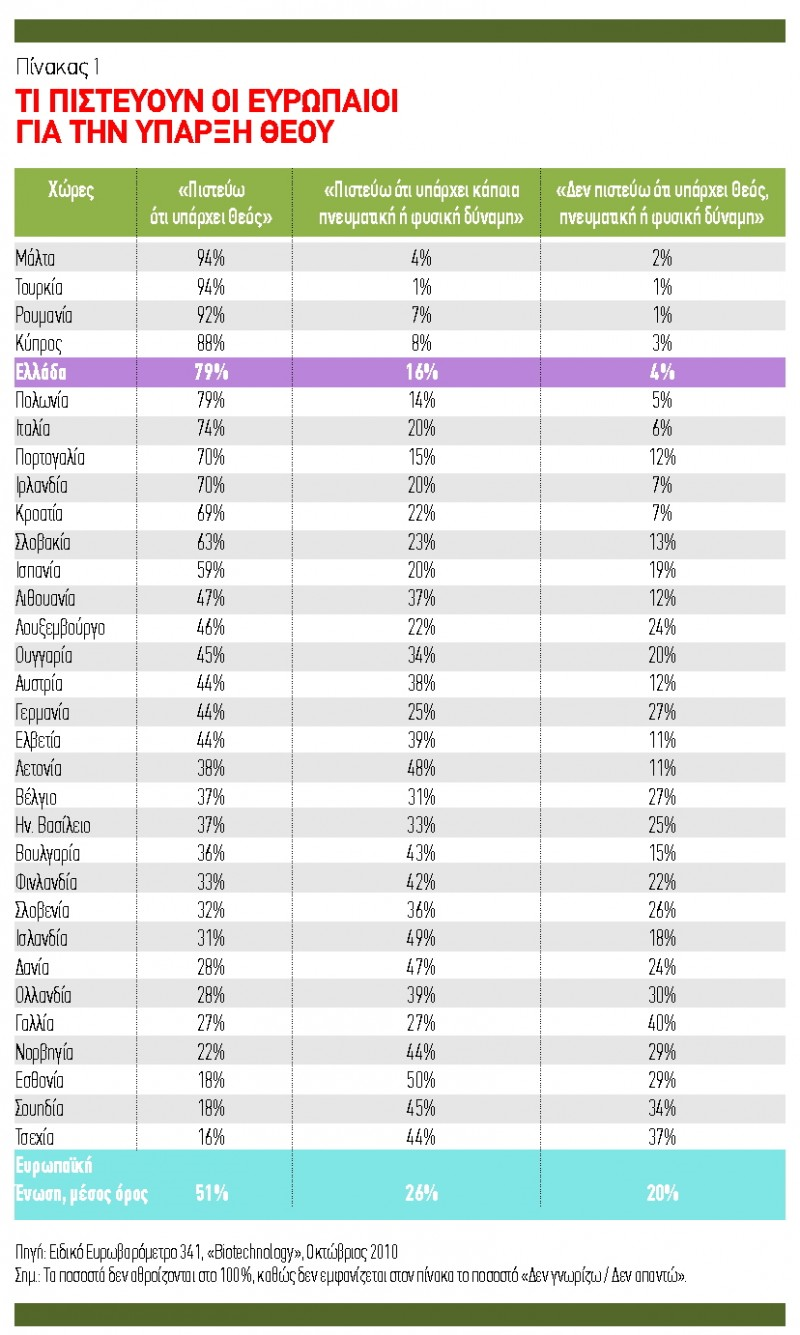 Πίνακας 1
ΤΙ ΠΙΣΤΕΥΟΥΝ ΟΙ ΕΥΡΩΠΑΙΟΙ
ΓΙΑ ΤΗΝ ΥΠΑΡΞΗ ΘΕΟΥ
Χώρες «Πιστεύω «Πιστεύω ότι υπάρχει κάποια «Δεν πιστεύω ότι υπάρχει Θεός,
ότι υπάρχει Θεός» πνευματική ή φυσική δύναμη» πνευματική ή φυσική δύναμη»
Μάλτα 94% 4% 2%
Τουρκία 94% 1% 1%
Ρουμανία 92% 7% 1%
Κύπρος 88% 8% 3%
Ελλάδα 79% 16% 4%
Πολωνία 79% 14% 5%
Ιταλία 74% 20% 6%
Πορτογαλία 70% 15% 12%
Ιρλανδία 70% 20% 7%
Κροατία 69% 22% 7%
Σλοβακία 63% 23% 13%
Ισπανία 59% 20% 19%
Λιθουανία 47% 37% 12%
Λουξεμβούργο 46% 22% 24%
Ουγγαρία 45% 34% 20%
Αυστρία 44% 38% 12%
Γερμανία 44% 25% 27%
Ελβετία 44% 39% 11%
Λετονία 38% 48% 11%
Βέλγιο 37% 31% 27%
Ην. Βασίλειο 37% 33% 25%
Βουλγαρία 36% 43% 15%
Φινλανδία 33% 42% 22%
Σλοβενία 32% 36% 26%
Ισλανδία 31% 49% 18%
Δανία 28% 47% 24%
Ολλανδία 28% 39% 30%
Γαλλία 27% 27% 40%
Νορβηγία 22% 44% 29%
Εσθονία 18% 50% 29%
Σουηδία 18% 45% 34%
Τσεχία 16% 44% 37%
Ευρωπαϊκή
Ένωση, μέσος όρος 51% 26% 20%
Πηγή: Ειδικό Ευρωβαρόμετρο 341, «Biotechnology», Οκτώβριος 2010
Σημ.: Τα ποσοστά δεν αθροίζονται στο 100%, καθώς δεν εμφανίζεται στον πίνακα το ποσοστό «Δεν γνωρίζω / Δεν απαντώ».